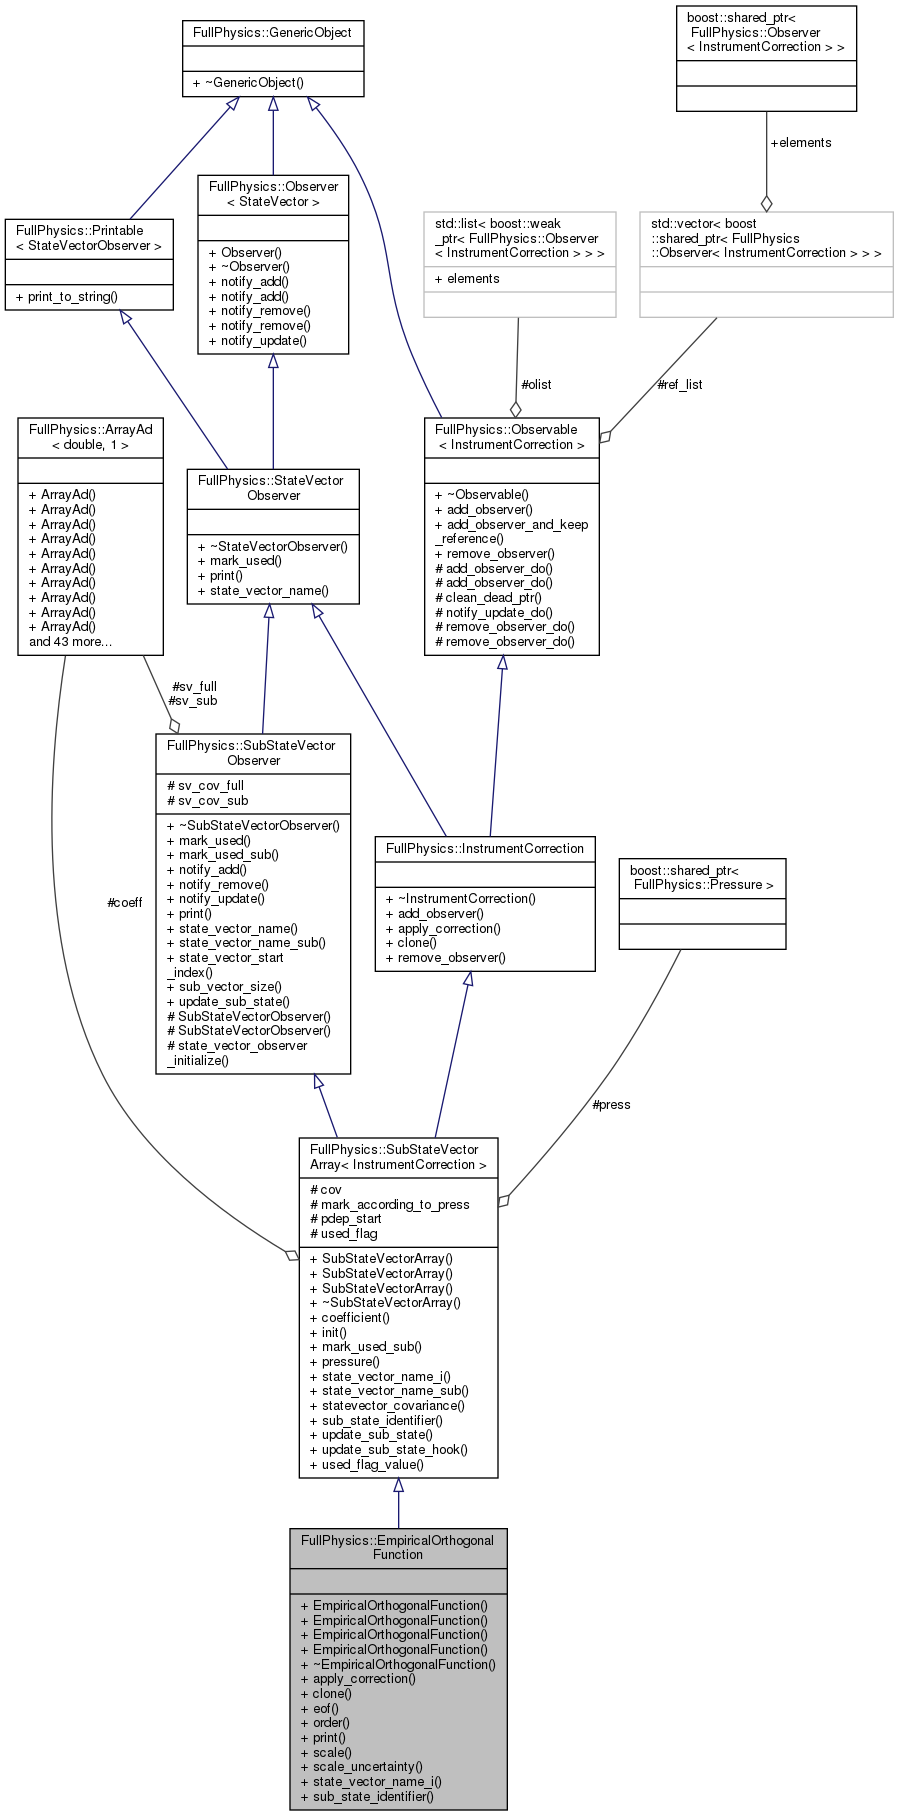 FullPhysics::GenericObject
+ ~GenericObject()
boost::shared_ptr<
FullPhysics::Observer
< InstrumentCorrection > >
+elements
FullPhysics::Printable
< StateVectorObserver >
+ print_to_string()
FullPhysics::Observer
< StateVector >
+ Observer()
+ ~Observer()
+ notify_add()
+ notify_add()
+ notify_remove()
+ notify_remove()
+ notify_update()
std::list< boost::weak
_ptr< FullPhysics::Observer
< InstrumentCorrection > > >
+ elements
std::vector< boost
::shared_ptr< FullPhysics
::Observer< InstrumentCorrection > > >
#olist
#ref_list
FullPhysics::ArrayAd
< double, 1 >
+ ArrayAd()
+ ArrayAd()
+ ArrayAd()
+ ArrayAd()
+ ArrayAd()
+ ArrayAd()
+ ArrayAd()
+ ArrayAd()
+ ArrayAd()
+ ArrayAd()
and 43 more...
FullPhysics::StateVector
Observer
+ ~StateVectorObserver()
+ mark_used()
+ print()
+ state_vector_name()
FullPhysics::Observable
< InstrumentCorrection >
+ ~Observable()
+ add_observer()
+ add_observer_and_keep
_reference()
+ remove_observer()
# add_observer_do()
# add_observer_do()
# clean_dead_ptr()
# notify_update_do()
# remove_observer_do()
# remove_observer_do()
#sv_full
#sv_sub
FullPhysics::SubStateVector
Observer
# sv_cov_full
# sv_cov_sub
+ ~SubStateVectorObserver()
+ mark_used()
+ mark_used_sub()
+ notify_add()
+ notify_remove()
+ notify_update()
+ print()
+ state_vector_name()
+ state_vector_name_sub()
+ state_vector_start
_index()
+ sub_vector_size()
+ update_sub_state()
# SubStateVectorObserver()
# SubStateVectorObserver()
# state_vector_observer
_initialize()
FullPhysics::InstrumentCorrection
+ ~InstrumentCorrection()
+ add_observer()
+ apply_correction()
+ clone()
+ remove_observer()
boost::shared_ptr<
FullPhysics::Pressure >
#coeff
#press
FullPhysics::SubStateVector
Array< InstrumentCorrection >
# cov
# mark_according_to_press
# pdep_start
# used_flag
+ SubStateVectorArray()
+ SubStateVectorArray()
+ SubStateVectorArray()
+ ~SubStateVectorArray()
+ coefficient()
+ init()
+ mark_used_sub()
+ pressure()
+ state_vector_name_i()
+ state_vector_name_sub()
+ statevector_covariance()
+ sub_state_identifier()
+ update_sub_state()
+ update_sub_state_hook()
+ used_flag_value()
FullPhysics::EmpiricalOrthogonal
Function
+ EmpiricalOrthogonalFunction()
+ EmpiricalOrthogonalFunction()
+ EmpiricalOrthogonalFunction()
+ EmpiricalOrthogonalFunction()
+ ~EmpiricalOrthogonalFunction()
+ apply_correction()
+ clone()
+ eof()
+ order()
+ print()
+ scale()
+ scale_uncertainty()
+ state_vector_name_i()
+ sub_state_identifier()